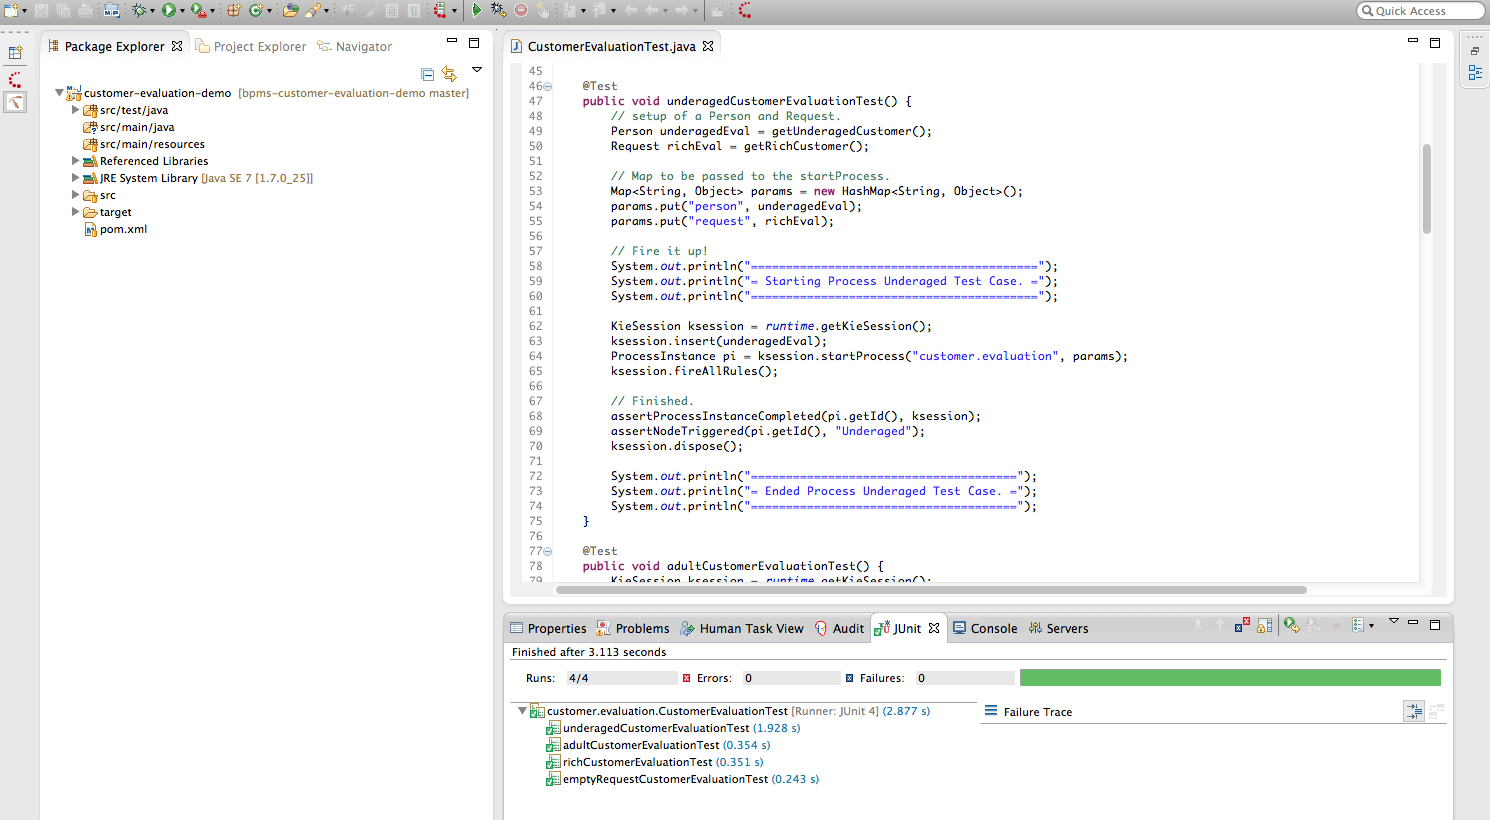 Quick Access
Package Explorer
Project Explorer
Navigator
customer-evaluation-demo [bpms-customer-evaluation-demo master]
src/test/java
src/main/java
src/main/resources
Referenced Libraries
JRE System Library [Java SE 7 [1.7.0_25]]
src
target
pom.xml
CustomerEvaluationTest.java
45
46 @Test
47 public void underagedCustomerEvaluationTest() {
48 // setup of a Person and Request.
49 Person underagedEval = getUnderagedCustomer();
50 Request richEval = getRichCustomer();
51
52 // Map to be passed to the startProcess.
53 Map<String, Object> params = new HashMap<String, Object>();
54 params.put("person", underagedEval);
55 params.put("request", richEval);
56
57 // Fire it up!
58 System.out.println("=========================================");
59 System.out.println("= Starting Process Underaged Test Case. =");
60 System.out.println("=========================================");
61
62 KieSession ksession = runtime.getKieSession();
63 ksession.insert(underagedEval);
64 ProcessInstance pi = ksession.startProcess("customer.evaluation", params);
65 ksession.fireAllRules();
66
67 // Finished.
68 assertProcessInstanceCompleted(pi.getId(), ksession);
69 assertNodeTriggered(pi.getId(), "Underaged");
70 ksession.dispose();
71
72 System.out.println("======================================");
73 System.out.println("= Ended Process Underaged Test Case. =");
74 System.out.println("======================================");
75 }
76
77 @Test
78 public void adultCustomerEvaluationTest() {
79 KieSession ksession = runtime.getKieSession();
Properties
Problems
Human Task View
Audit
JUnit
Console
Servers
Finished after 3.113 seconds
Runs: 4/4 Errors: 0 Failures: 0
customer.evaluation.CustomerEvaluationTest [Runner: JUnit 4] (2.877 s)
Failure Trace
underagedCustomerEvaluationTest (1.928 s)
adultCustomerEvaluationTest (0.354 s)
richCustomerEvaluationTest (0.351 s)
emptyRequestCustomerEvaluationTest (0.243 s)